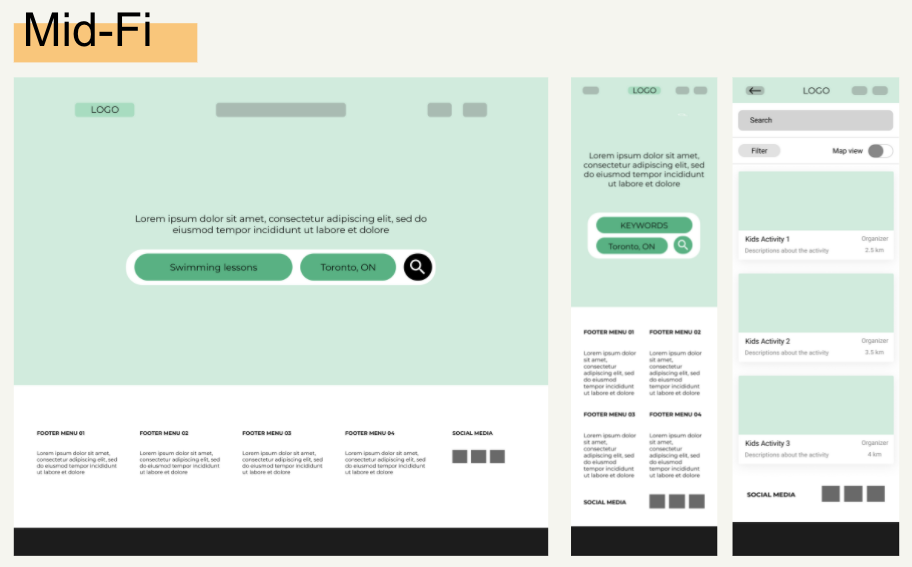 Mid-Fi
LOGO
Lorem ipsum dolor sit amet, consectetur adipiscing elit, sed do
eiusmod tempor incididunt ut labore et dolore
Swimming lessons
Toronto, ON
FOOTER MENU 01
Lorem ipsum dolor sit amet,
consectetur adipiscing elit, sed
do eiusmod tempor incididunt
ut labore et dolore
FOOTER MENU 02
Lorem ipsum dolor sit amet,
consectetur adipiscing elit, sed
do eiusmod tempor incididunt
ut labore et dolore
FOOTER MENU 03
Lorem ipsum dolor sit amet,
consectetur adipiscing elit, sed
do eiusmod tempor incididunt
ut labore et dolore
FOOTER MENU 04
Lorem ipsum dolor sit amet,
consectetur adipiscing elit, sed
do eiusmod tempor incididunt
ut labore et dolore
SOCIAL MEDIA
LOGO
Lorem ipsum dolor sit amet,
consectetur adipiscing elit, sed
do eiusmod tempor incididunt
ut labore et dolore
KEYWORDS
Toronto, ON
FOOTER MENU 01
Lorem ipsum dolor
sit amet,
consectetur
adipiscing elit, sed
do eiusmod
tempor incididunt
ut labore et dolore
FOOTER MENU 02
Lorem ipsum dolor
sit amet,
consectetur
adipiscing elit, sed
do eiusmod
tempor incididunt
ut labore et dolore
FOOTER MENU 03
Lorem ipsum dolor
sit amet,
consectetur
adipiscing elit, sed
do eiusmod
tempor incididunt
ut labore et dolore
FOOTER MENU 04
Lorem ipsum dolor
sit amet,
consectetur
adipiscing elit, sed
do eiusmod
tempor incididunt
ut labore et dolore
SOCIAL MEDIA
LOGO
Search
Filter
Map view
Kids Activity 1
Organizer
Descriptions about the activity
2.5 km
Kids Activity 2
Organizer
Descriptions about the activity
3.5 km
Kids Activity 3
Organizer
Descriptions about the activity
4 km
SOCIAL MEDIA